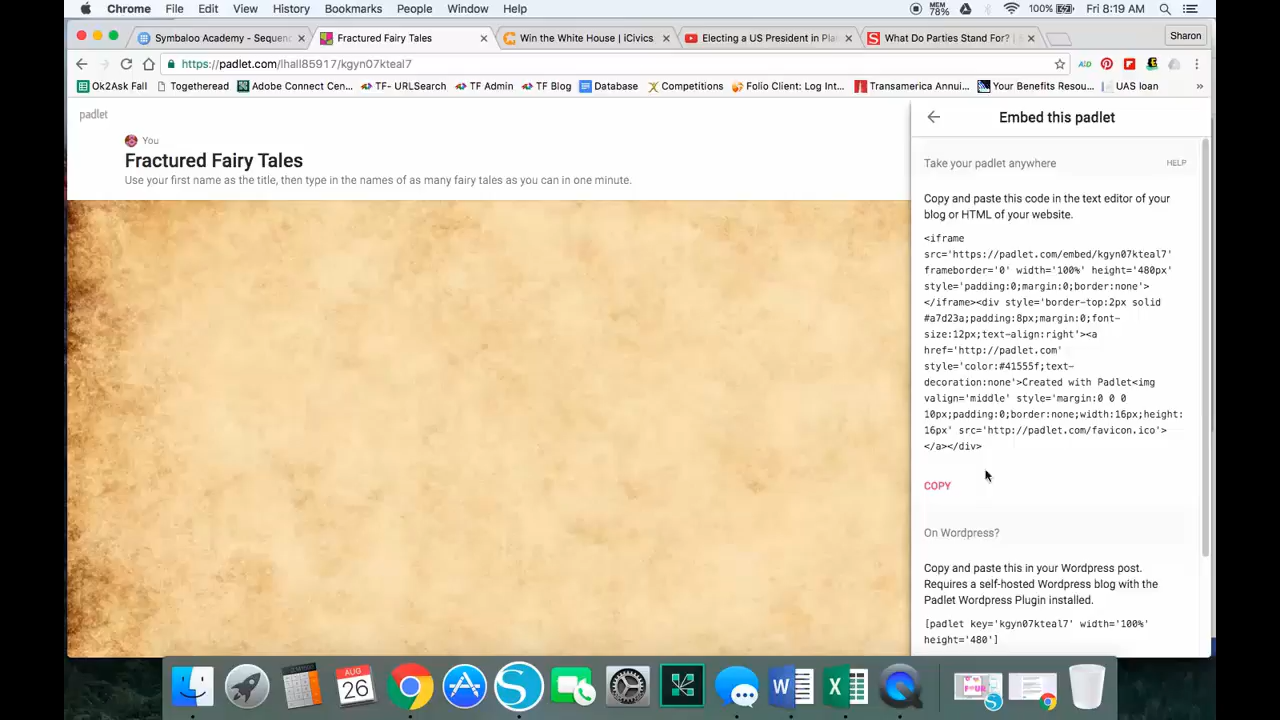 Chrome File Edit View History Bookmarks People Window Help
MEM 78% 100% Fri 8:19 AM
Symbaloo Academy - Sequenc
Fractured Fairy Tales
Win the White House | iCivics
Electing a US President in Plai
What Do Parties Stand For? | S
Sharon
https://padlet.com/lhall85917/kgyn07kteal7
Ok2Ask Fall Togetheread Adobe Connect Cen... TF- URLSearch TF Admin TF Blog Database Competitions Folio Client: Log Int... Transamerica Annui... Your Benefits Resou... UAS loan »
padlet
You
Fractured Fairy Tales
Use your first name as the title, then type in the names of as many fairy tales as you can in one minute.
Embed this padlet
Take your padlet anywhere HELP
Copy and paste this code in the text editor of your
blog or HTML of your website.
<iframe
src='https://padlet.com/embed/kgyn07kteal7'
frameborder='0' width='100%' height='480px'
style='padding:0;margin:0;border:none'>
</iframe><div style='border-top:2px solid
#a7d23a;padding:8px;margin:0;font-
size:12px;text-align:right'><a
href='http://padlet.com'
style='color:#41555f;text-
decoration:none'>Created with Padlet<img
valign='middle' style='margin:0 0 0
10px;padding:0;border:none;width:16px;height:
16px' src='http://padlet.com/favicon.ico'>
</a></div>
COPY
On Wordpress?
Copy and paste this in your Wordpress post.
Requires a self-hosted Wordpress blog with the
Padlet Wordpress Plugin installed.
[padlet key='kgyn07kteal7' width='100%'
height='480']
AUG
26